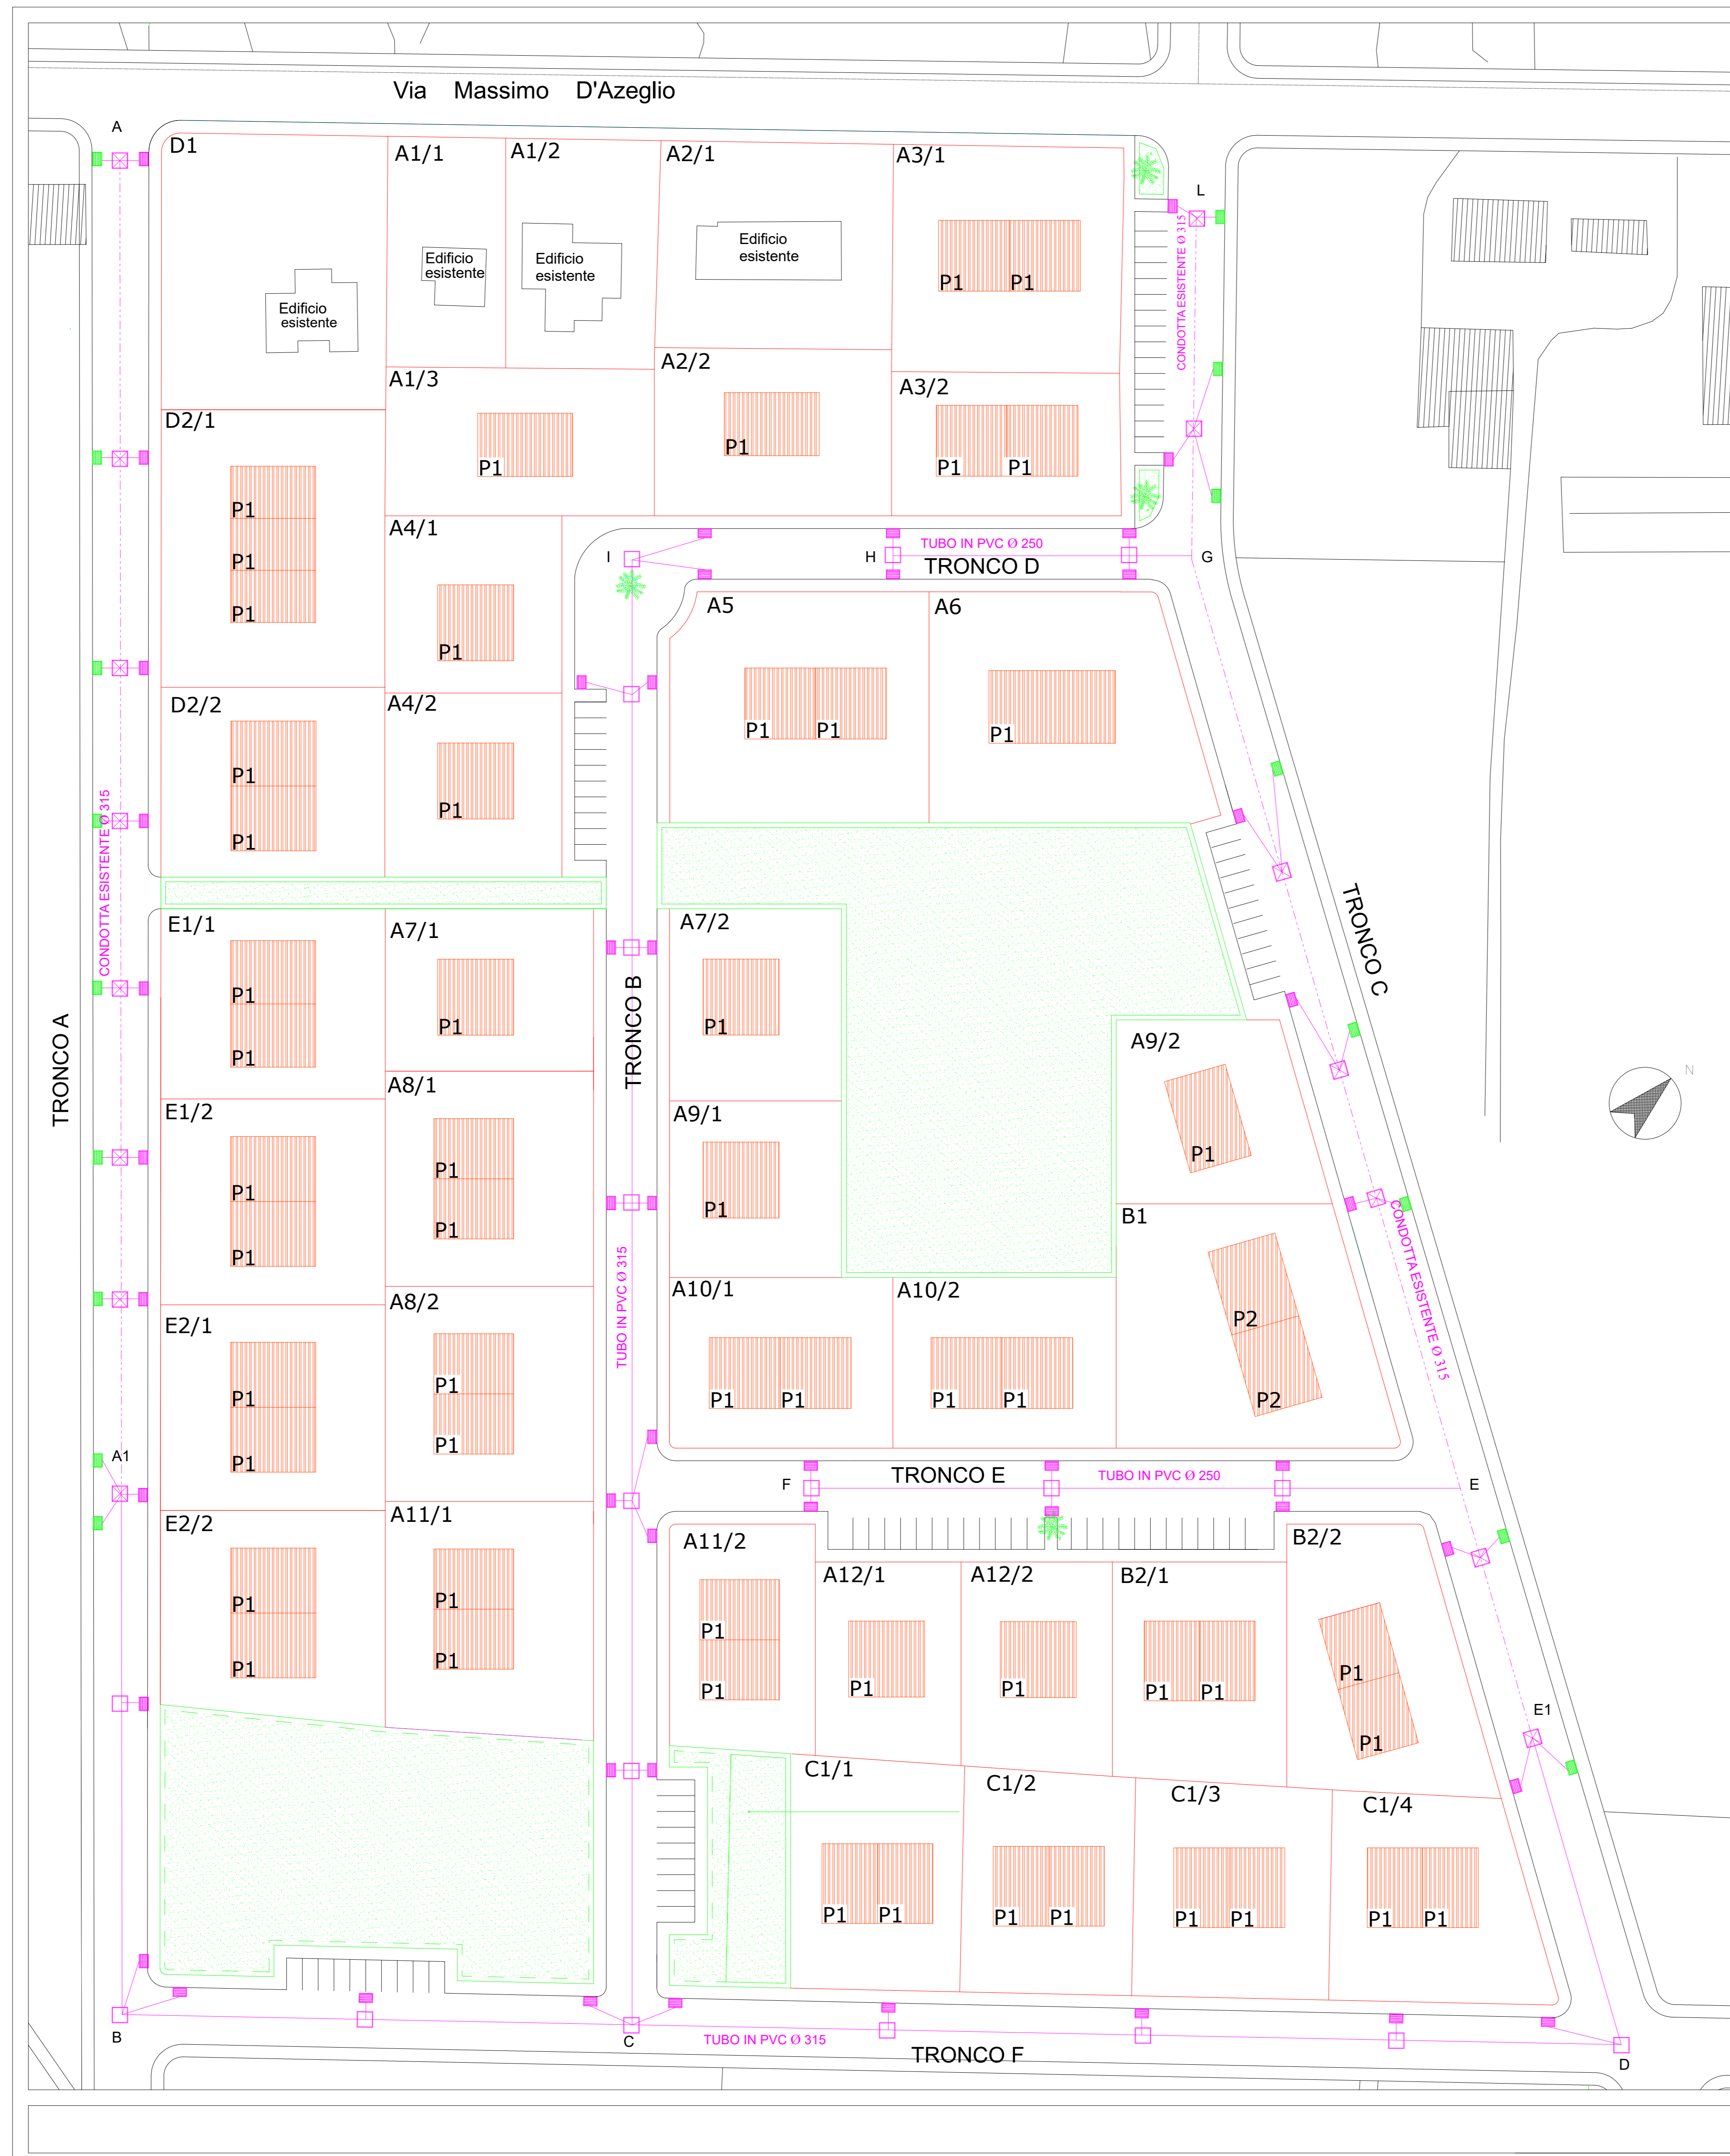 Via Massimo D'Azeglio
A
D1
A1/1
A1/2
A2/1
A3/1
L
CONDOTTA ESISTENTE Ø 315
Edificio
esistente
Edificio
esistente
Edificio
esistente
Edificio
esistente
P1
P1
D2/1
A1/3
A2/2
A3/2
P1
P1
P1
P1
P1
P1
P1
A4/1
I
H
TUBO IN PVC Ø 250
TRONCO D
G
A5
A6
P1
D2/2
A4/2
P1
P1
P1
P1
P1
P1
P1
CONDOTTA ESISTENTE Ø 315
TRONCO C
E1/1
A7/1
A7/2
P1
P1
P1
P1
TRONCO A
TRONCO B
N
A9/2
E1/2
A8/1
A9/1
P1
P1
P1
P1
P1
P1
B1
CONDOTTA ESISTENTE Ø 315
TUBO IN PVC Ø 315
E2/1
A8/2
A10/1
A10/2
P2
P2
P1
P1
P1
P1
P1
P1
P1
P1
A1
F
TRONCO E
TUBO IN PVC Ø 250
E
E2/2
A11/1
A11/2
B2/2
A12/1
A12/2
B2/1
P1
P1
P1
P1
P1
P1
P1
P1
P1
P1
P1
P1
E1
C1/1
C1/2
C1/3
C1/4
P1
P1
P1
P1
P1
P1
P1
P1
B
C
TUBO IN PVC Ø 315
TRONCO F
D